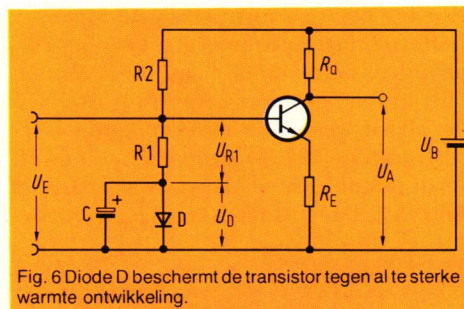 R2
Ra
R1
UR1
UE
C
+
D
UD
RE
UA
UB
Fig. 6 Diode D beschermt de transistor tegen al te sterke
warmte ontwikkeling.